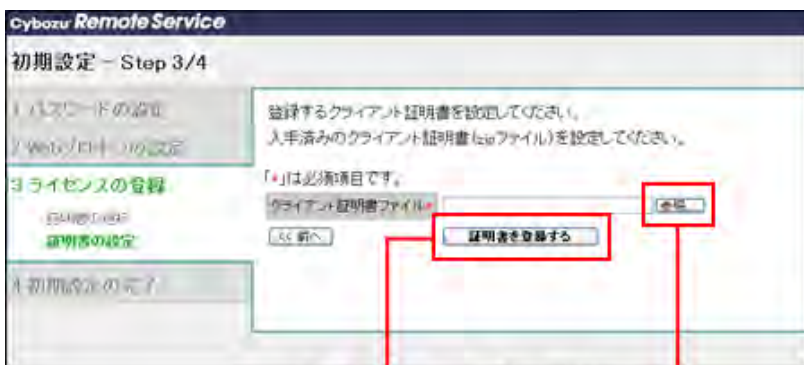 Cybozu Remote Service
初期設定 - Step 3/4
1 パスワードの設定
2 Webブラウザの設定
登録するクライアント証明書を設定してください。
入手済みのクライアント証明書(zipファイル)を設定してください。
3 ライセンスの登録
証明書の設定
「*」は必須項目です。
クライアント証明書ファイル*
参照...
<< 前へ
証明書を登録する
4 初期設定の完了